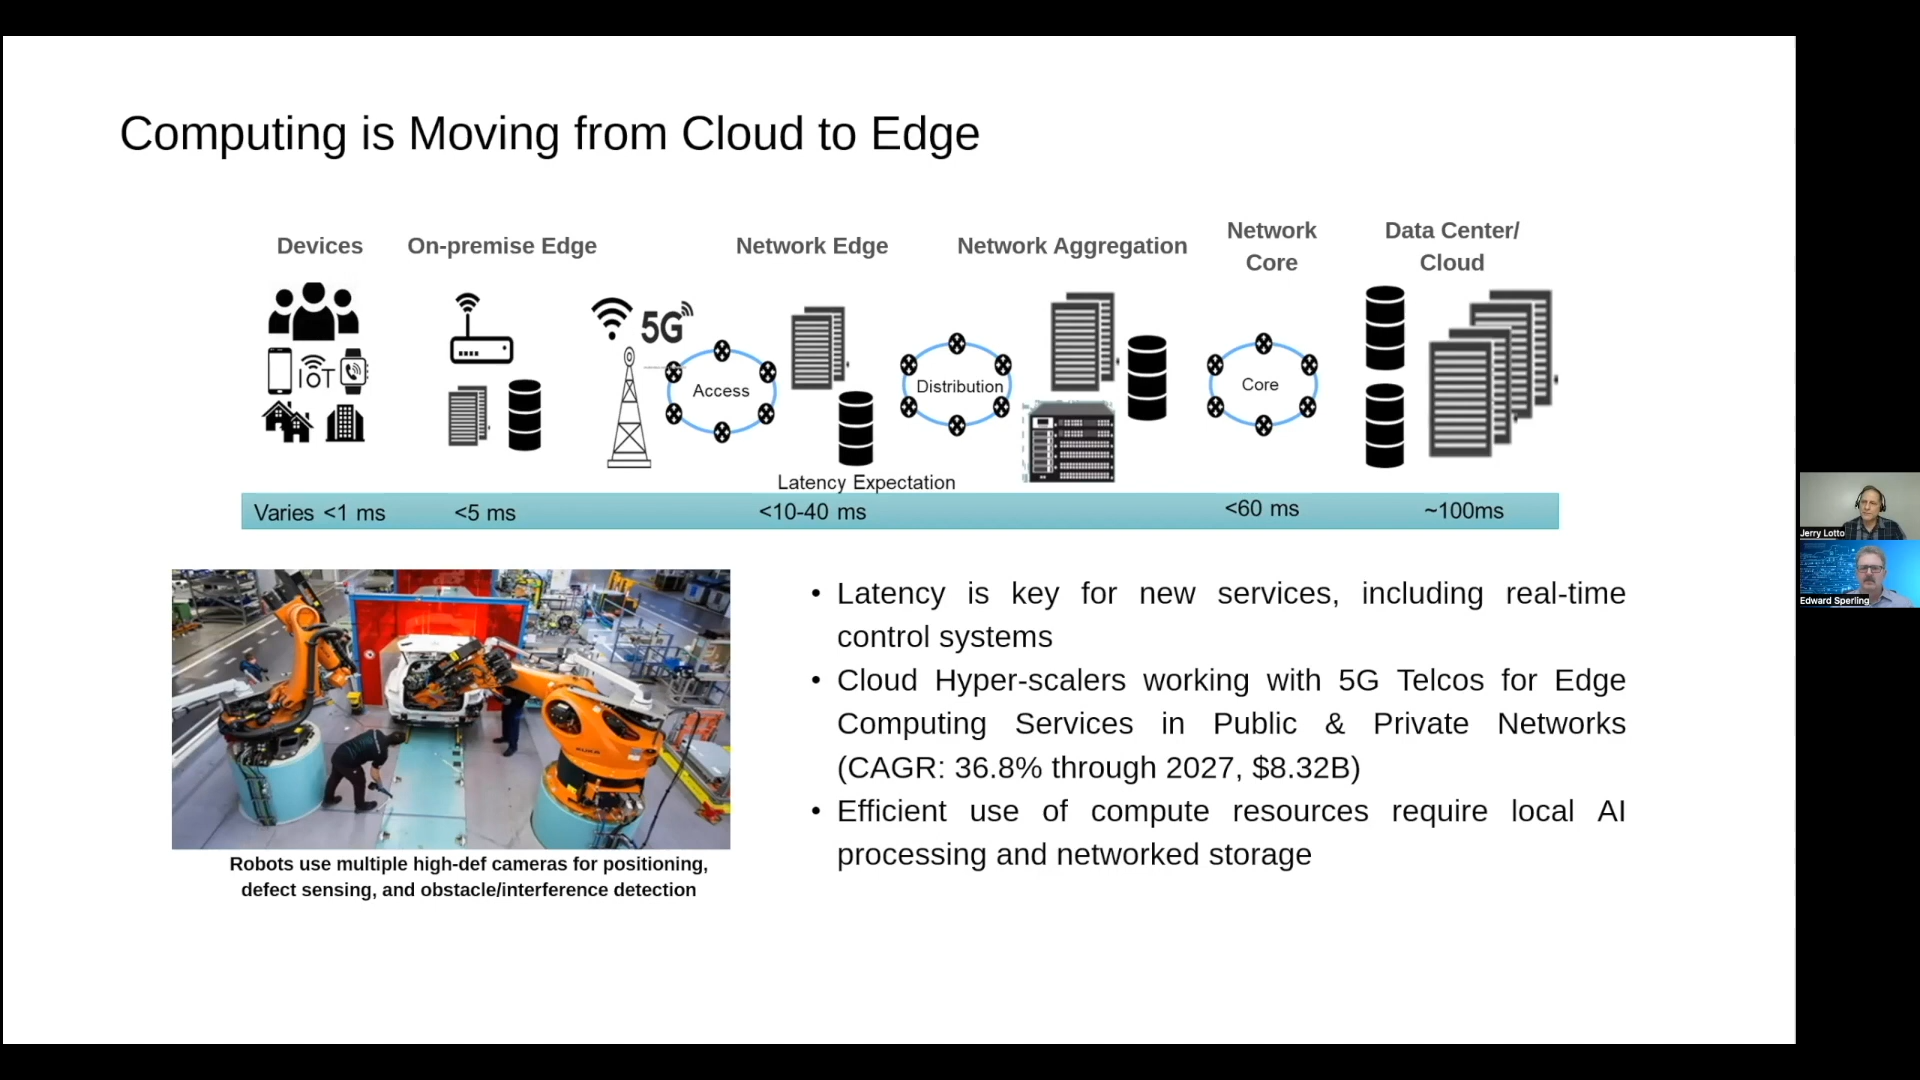 Computing is Moving from Cloud to Edge
Devices
On-premise Edge
Network Edge
Network Aggregation
Network
Core
Data Center/
Cloud
5G
IOT
Access
Distribution
Core
Latency Expectation
Varies <1 ms
<5 ms
<10-40 ms
<60 ms
~100ms
KUKA
Robots use multiple high-def cameras for positioning,
defect sensing, and obstacle/interference detection
• Latency is key for new services, including real-time
control systems
• Cloud Hyper-scalers working with 5G Telcos for Edge
Computing Services in Public & Private Networks
(CAGR: 36.8% through 2027, $8.32B)
• Efficient use of compute resources require local AI
processing and networked storage
Jerry Lotto
Edward Sperling